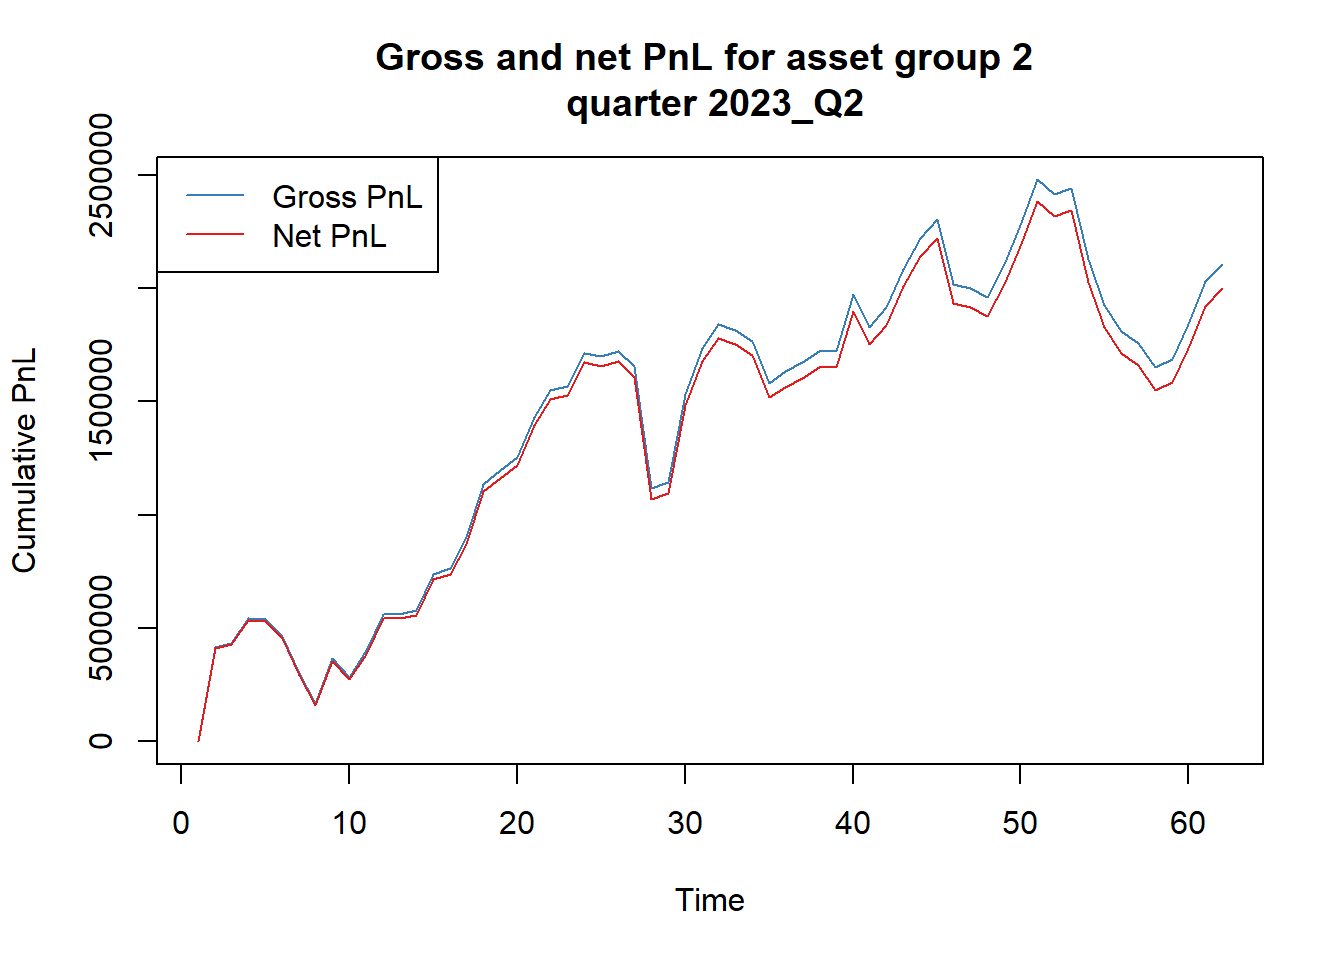 Gross and net PnL for asset group 2
quarter 2023_Q2
Gross PnL
Net PnL
Cumulative PnL
2500000
1500000
500000
0
0 10 20 30 40 50 60
Time